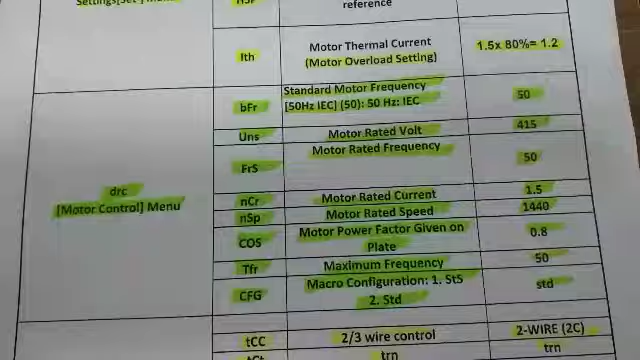 reference
Ith
Motor Thermal Current
(Motor Overload Setting)
1.5x 80%= 1.2
drc
[Motor Control] Menu
bFr
Standard Motor Frequency
[50Hz IEC] (50): 50 Hz: IEC
50
Uns
Motor Rated Volt
415
FrS
Motor Rated Frequency
50
nCr
Motor Rated Current
1.5
nSp
Motor Rated Speed
1440
COS
Motor Power Factor Given on
Plate
0.8
Tfr
Maximum Frequency
50
CFG
Macro Configuration: 1. StS
2. Std
std
tCC
2/3 wire control
2-WIRE (2C)
tCt
trn
trn